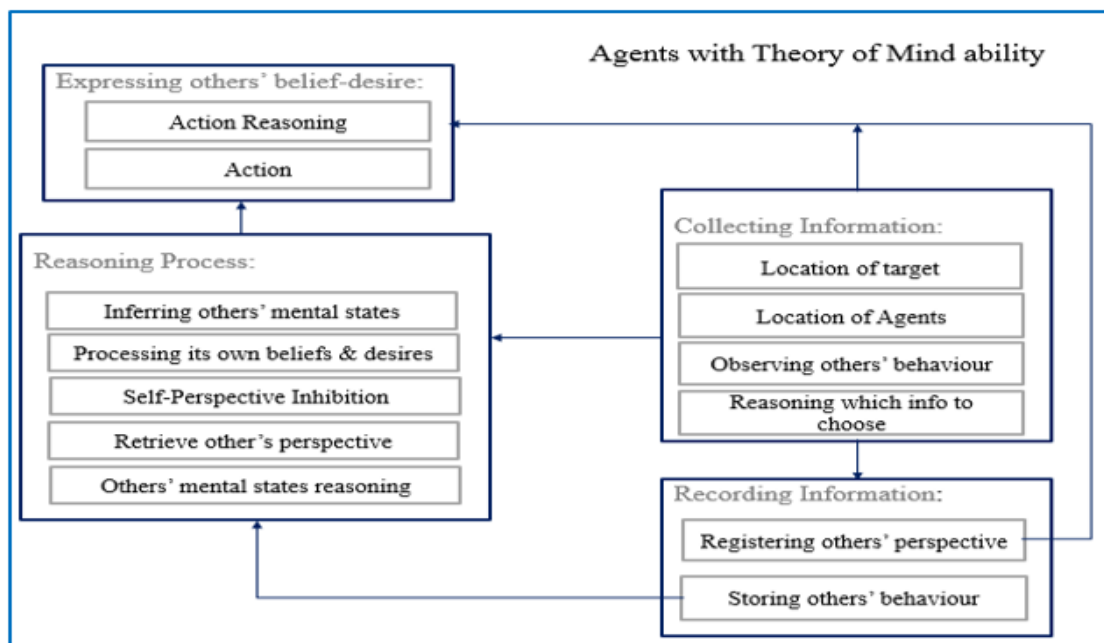 Agents with Theory of Mind ability
Expressing others’ belief-desire:
Action Reasoning
Action
Reasoning Process:
Inferring others’ mental states
Processing its own beliefs & desires
Self-Perspective Inhibition
Retrieve other’s perspective
Others’ mental states reasoning
Collecting Information:
Location of target
Location of Agents
Observing others’ behaviour
Reasoning which info to
choose
Recording Information:
Registering others’ perspective
Storing others’ behaviour